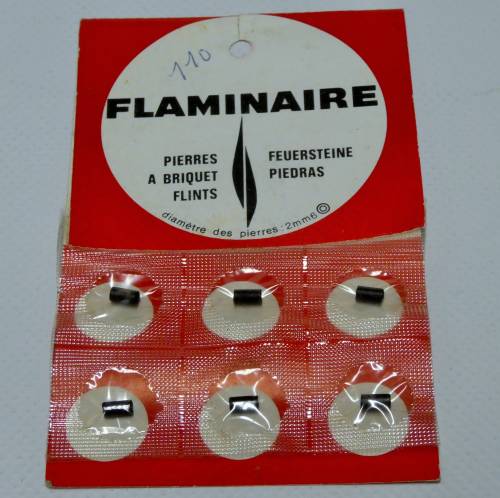 110
FLAMINAIRE
PIERRES
A BRIQUET
FLINTS
FEUERSTEINE
PIEDRAS
diamètre des pierres: 2mm6 ©